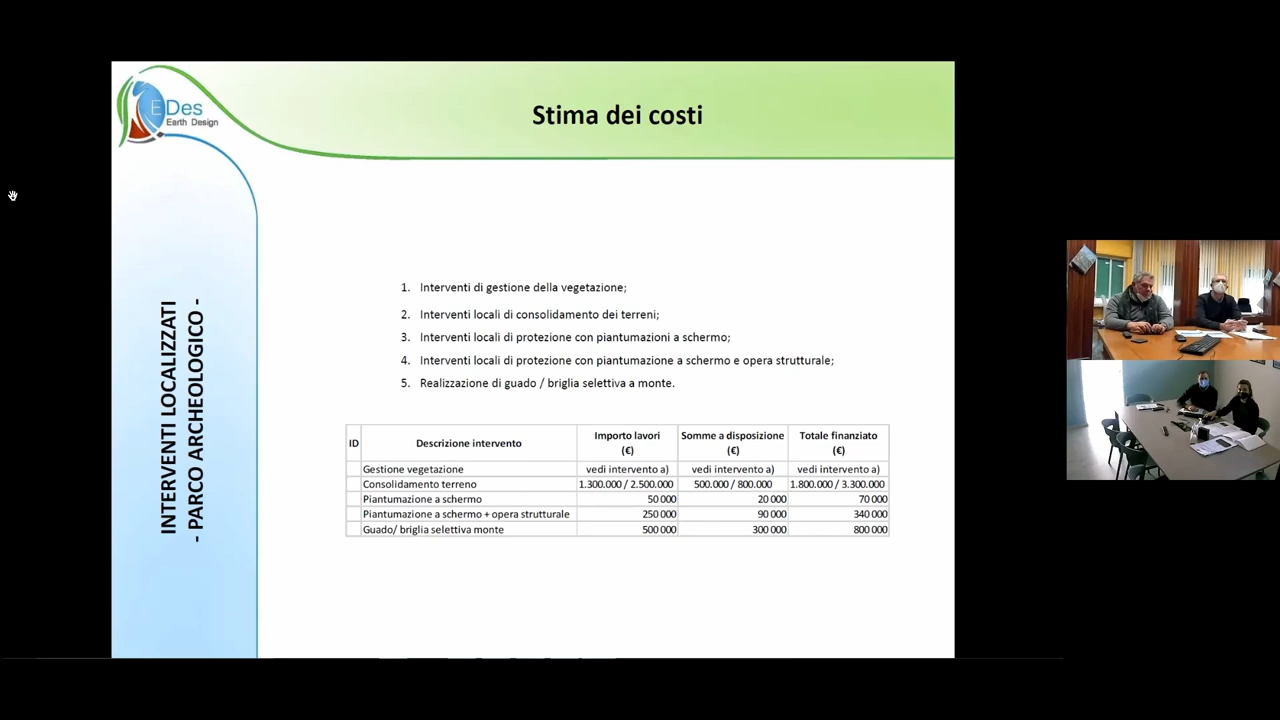 EDes
Earth Design
Stima dei costi
INTERVENTI LOCALIZZATI
- PARCO ARCHEOLOGICO -
1. Interventi di gestione della vegetazione;
2. Interventi locali di consolidamento dei terreni;
3. Interventi locali di protezione con piantumazioni a schermo;
4. Interventi locali di protezione con piantumazione a schermo e opera strutturale;
5. Realizzazione di guado / briglia selettiva a monte.
ID Descrizione intervento Importo lavori (€) Somme a disposizione (€) Totale finanziato (€)
Gestione vegetazione vedi intervento a) vedi intervento a) vedi intervento a)
Consolidamento terreno 1.300.000 / 2.500.000 500.000 / 800.000 1.800.000 / 3.300.000
Piantumazione a schermo 50 000 20 000 70 000
Piantumazione a schermo + opera strutturale 250 000 90 000 340 000
Guado/ briglia selettiva monte 500 000 300 000 800 000